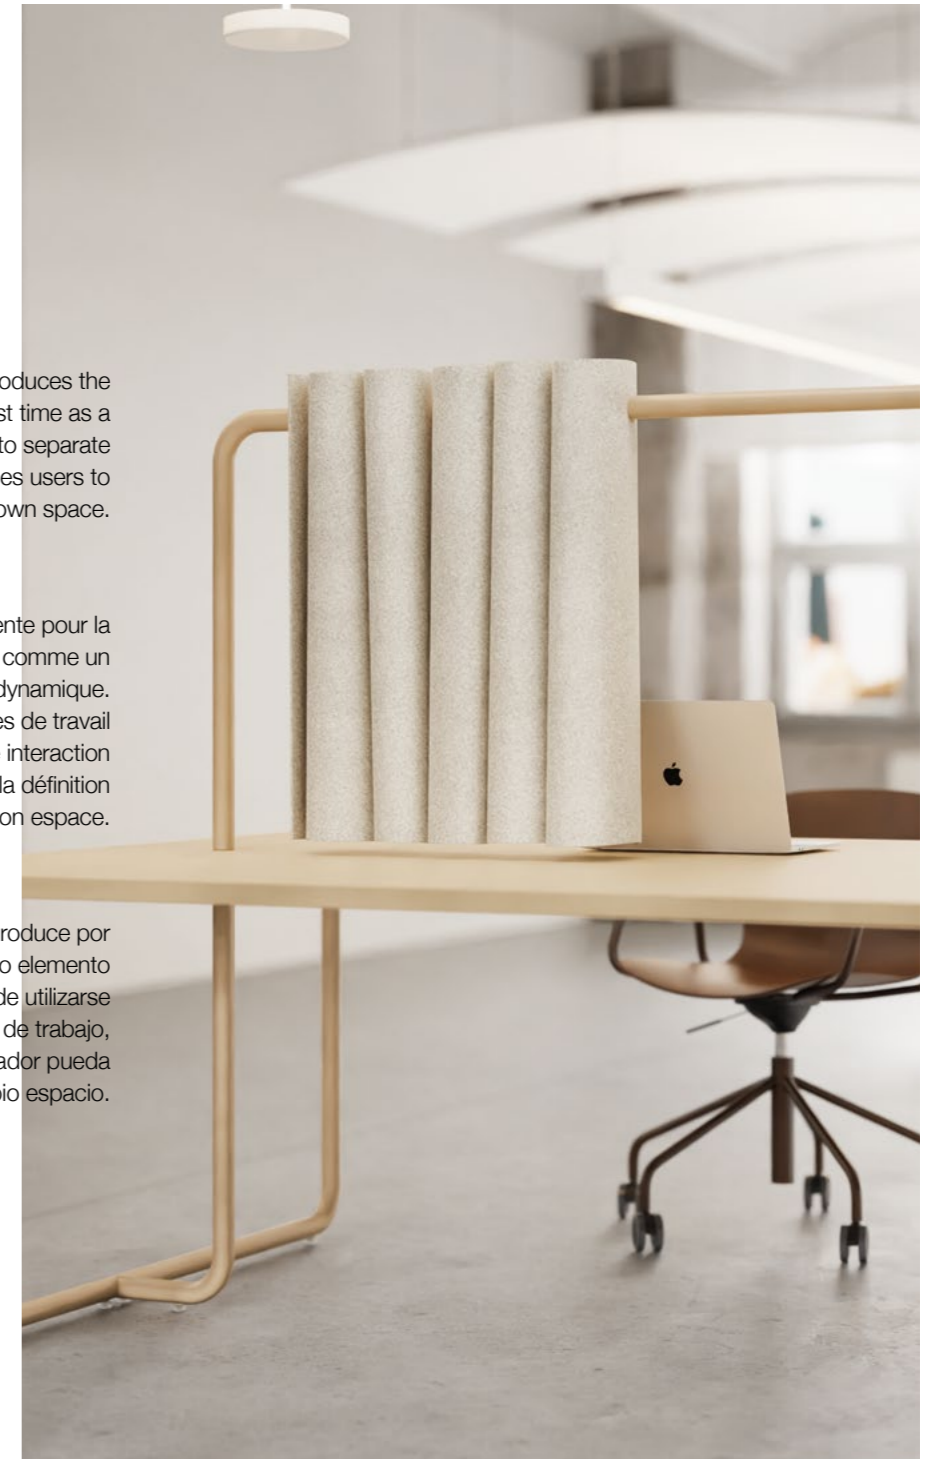 oduces the
st time as a
to separate
es users to
own space.
ente pour la
comme un
dynamique.
es de travail
interaction
la définition
on espace.
roduce por
o elemento
de utilizarse
de trabajo,
ador pueda
pio espacio.